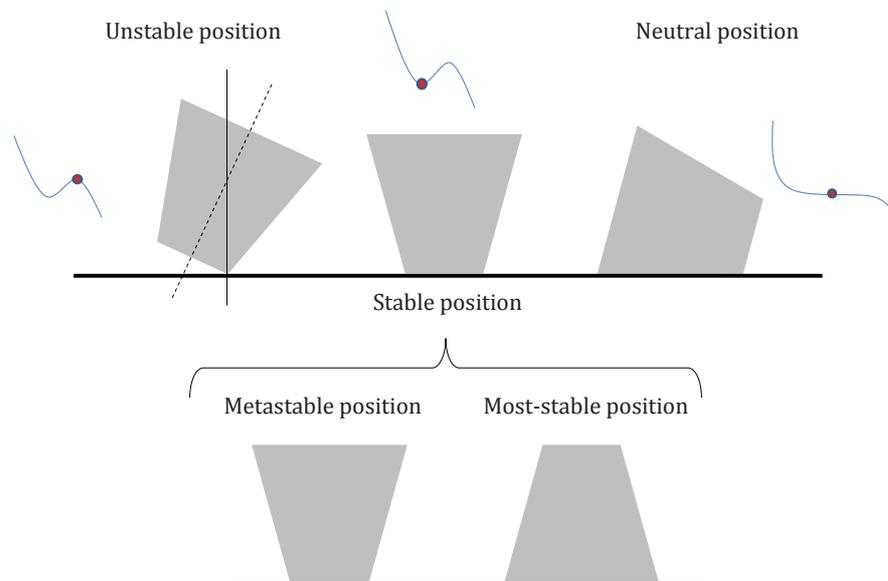 Unstable position
Neutral position
Stable position
Metastable position
Most-stable position